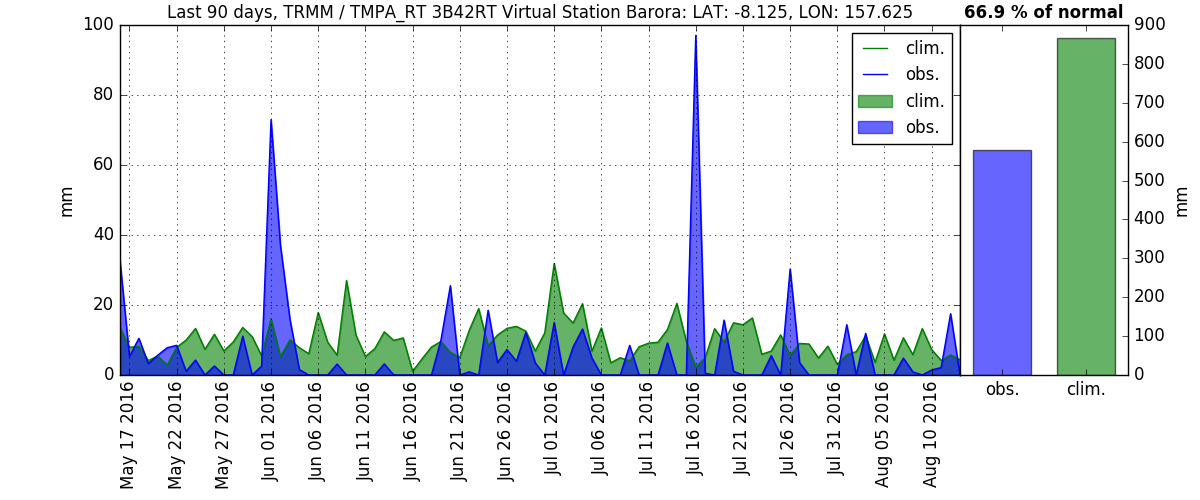 Last 90 days, TRMM / TMPA_RT 3B42RT Virtual Station Barora: LAT: -8.125, LON: 157.625
66.9 % of normal
100
80
60
40
20
0
mm
clim.
obs.
clim.
obs.
May 17 2016
May 22 2016
May 27 2016
Jun 01 2016
Jun 06 2016
Jun 11 2016
Jun 16 2016
Jun 21 2016
Jun 26 2016
Jul 01 2016
Jul 06 2016
Jul 11 2016
Jul 16 2016
Jul 21 2016
Jul 26 2016
Jul 31 2016
Aug 05 2016
Aug 10 2016
900
800
700
600
500
400
300
200
100
0
mm
obs.
clim.